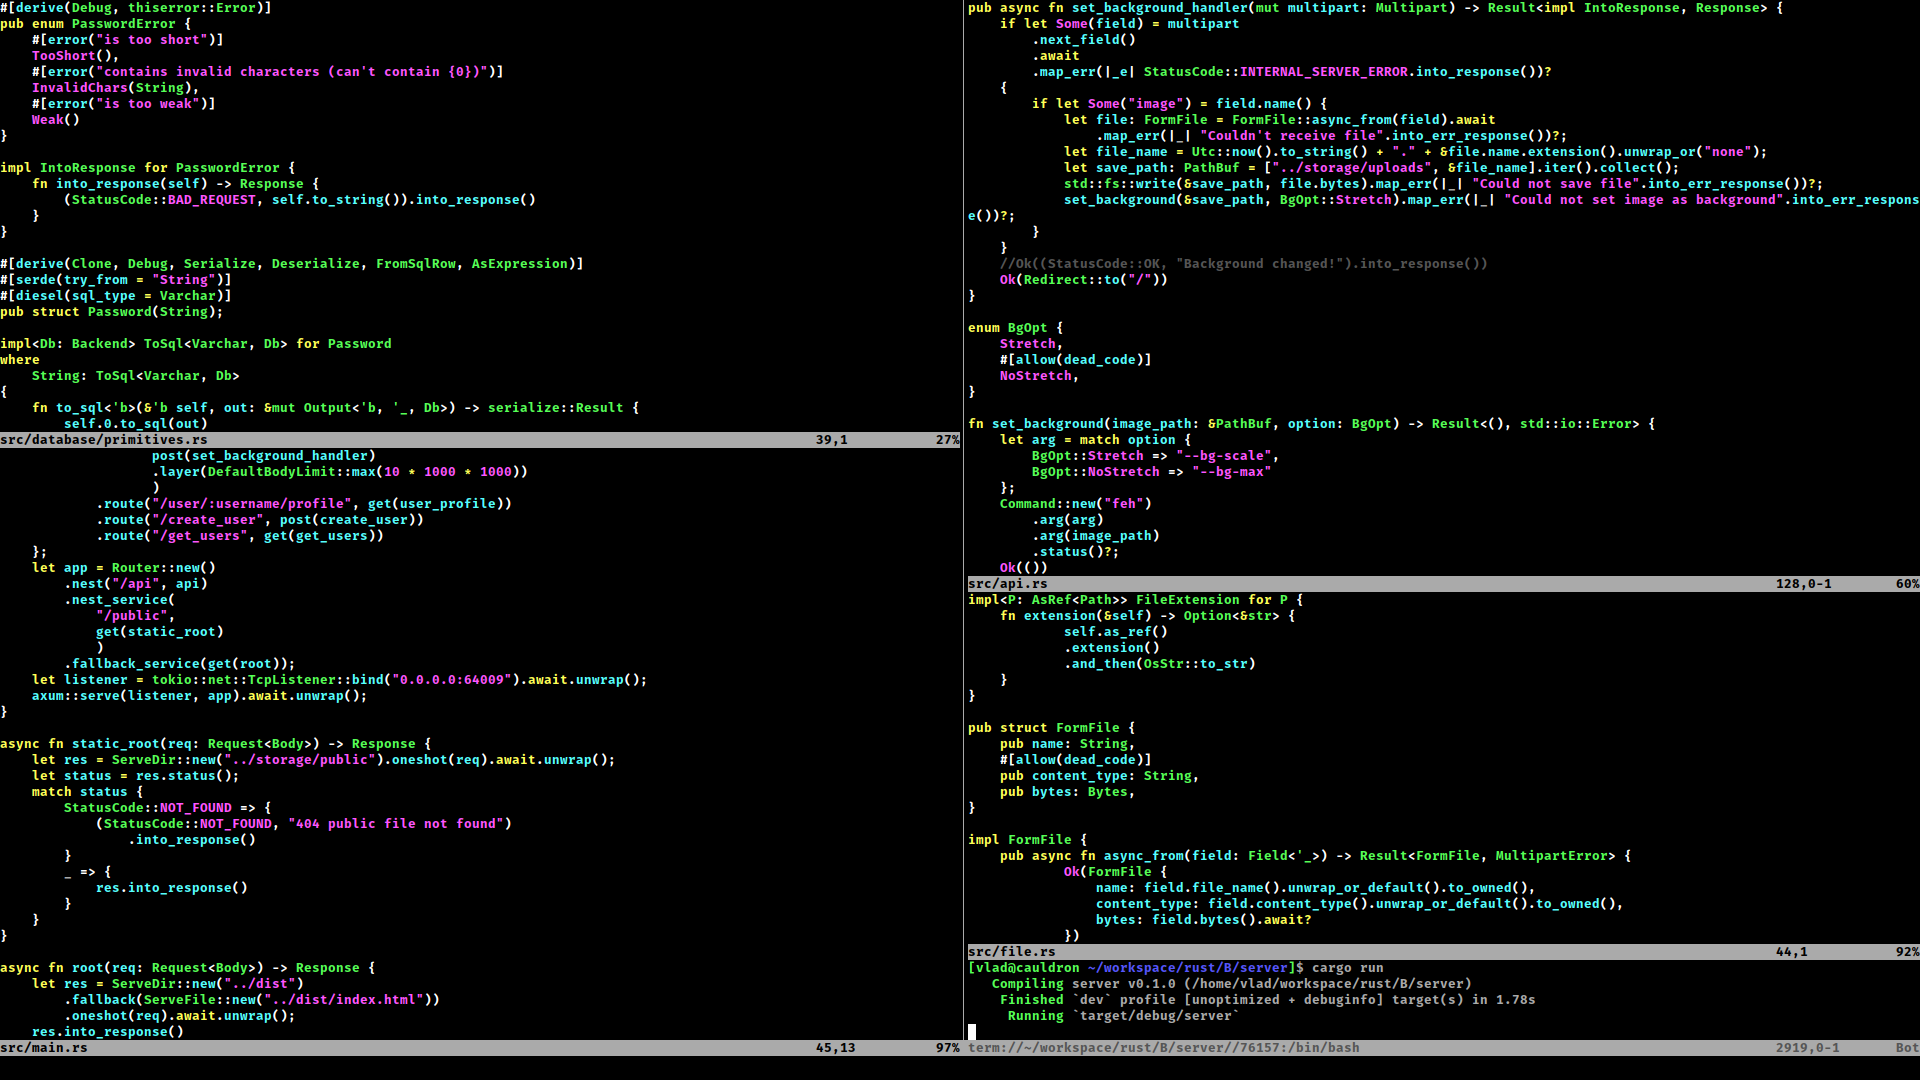 #[derive(Debug, thiserror::Error)]
pub enum PasswordError {
    #[error("is too short")]
    TooShort(),
    #[error("contains invalid characters (can't contain {0})")]
    InvalidChars(String),
    #[error("is too weak")]
    Weak()
}

impl IntoResponse for PasswordError {
    fn into_response(self) -> Response {
        (StatusCode::BAD_REQUEST, self.to_string()).into_response()
    }
}

#[derive(Clone, Debug, Serialize, Deserialize, FromSqlRow, AsExpression)]
#[serde(try_from = "String")]
#[diesel(sql_type = Varchar)]
pub struct Password(String);

impl<Db: Backend> ToSql<Varchar, Db> for Password
where
    String: ToSql<Varchar, Db>
{
    fn to_sql<'b>(&'b self, out: &mut Output<'b, '_, Db>) -> serialize::Result {
        self.0.to_sql(out)
src/database/primitives.rs 39,1 27%
                   post(set_background_handler)
                   .layer(DefaultBodyLimit::max(10 * 1000 * 1000))
                   )
            .route("/user/:username/profile", get(user_profile))
            .route("/create_user", post(create_user))
            .route("/get_users", get(get_users))
    };
    let app = Router::new()
        .nest("/api", api)
        .nest_service(
            "/public",
            get(static_root)
            )
        .fallback_service(get(root));
    let listener = tokio::net::TcpListener::bind("0.0.0.0:64009").await.unwrap();
    axum::serve(listener, app).await.unwrap();
}

async fn static_root(req: Request<Body>) -> Response {
    let res = ServeDir::new("../storage/public").oneshot(req).await.unwrap();
    let status = res.status();
    match status {
        StatusCode::NOT_FOUND => {
            (StatusCode::NOT_FOUND, "404 public file not found")
                .into_response()
        }
        _ => {
            res.into_response()
        }
    }
}

async fn root(req: Request<Body>) -> Response {
    let res = ServeDir::new("../dist")
        .fallback(ServeFile::new("../dist/index.html"))
        .oneshot(req).await.unwrap();
    res.into_response()
src/main.rs 45,13 97%
pub async fn set_background_handler(mut multipart: Multipart) -> Result<impl IntoResponse, Response> {
    if let Some(field) = multipart
        .next_field()
        .await
        .map_err(|_e| StatusCode::INTERNAL_SERVER_ERROR.into_response())?
    {
        if let Some("image") = field.name() {
            let file: FormFile = FormFile::async_from(field).await
                .map_err(|_| "Couldn't receive file".into_err_response())?;
            let file_name = Utc::now().to_string() + "." + &file.name.extension().unwrap_or("none");
            let save_path: PathBuf = ["../storage/uploads", &file_name].iter().collect();
            std::fs::write(&save_path, file.bytes).map_err(|_| "Could not save file".into_err_response())?;
            set_background(&save_path, BgOpt::Stretch).map_err(|_| "Could not set image as background".into_err_respons
e())?;
        }
    }
    //Ok((StatusCode::OK, "Background changed!").into_response())
    Ok(Redirect::to("/"))
}

enum BgOpt {
    Stretch,
    #[allow(dead_code)]
    NoStretch,
}

fn set_background(image_path: &PathBuf, option: BgOpt) -> Result<(), std::io::Error> {
    let arg = match option {
        BgOpt::Stretch => "--bg-scale",
        BgOpt::NoStretch => "--bg-max"
    };
    Command::new("feh")
        .arg(arg)
        .arg(image_path)
        .status()?;
    Ok(())
src/api.rs 128,0-1 60%
impl<P: AsRef<Path>> FileExtension for P {
    fn extension(&self) -> Option<&str> {
            self.as_ref()
            .extension()
            .and_then(OsStr::to_str)
    }
}

pub struct FormFile {
    pub name: String,
    #[allow(dead_code)]
    pub content_type: String,
    pub bytes: Bytes,
}

impl FormFile {
    pub async fn async_from(field: Field<'_>) -> Result<FormFile, MultipartError> {
            Ok(FormFile {
                name: field.file_name().unwrap_or_default().to_owned(),
                content_type: field.content_type().unwrap_or_default().to_owned(),
                bytes: field.bytes().await?
            })
src/file.rs 44,1 92%
[vlad@cauldron ~/workspace/rust/B/server]$ cargo run
   Compiling server v0.1.0 (/home/vlad/workspace/rust/B/server)
    Finished `dev` profile [unoptimized + debuginfo] target(s) in 1.78s
     Running `target/debug/server`
term://~/workspace/rust/B/server//76157:/bin/bash 2919,0-1 Bot